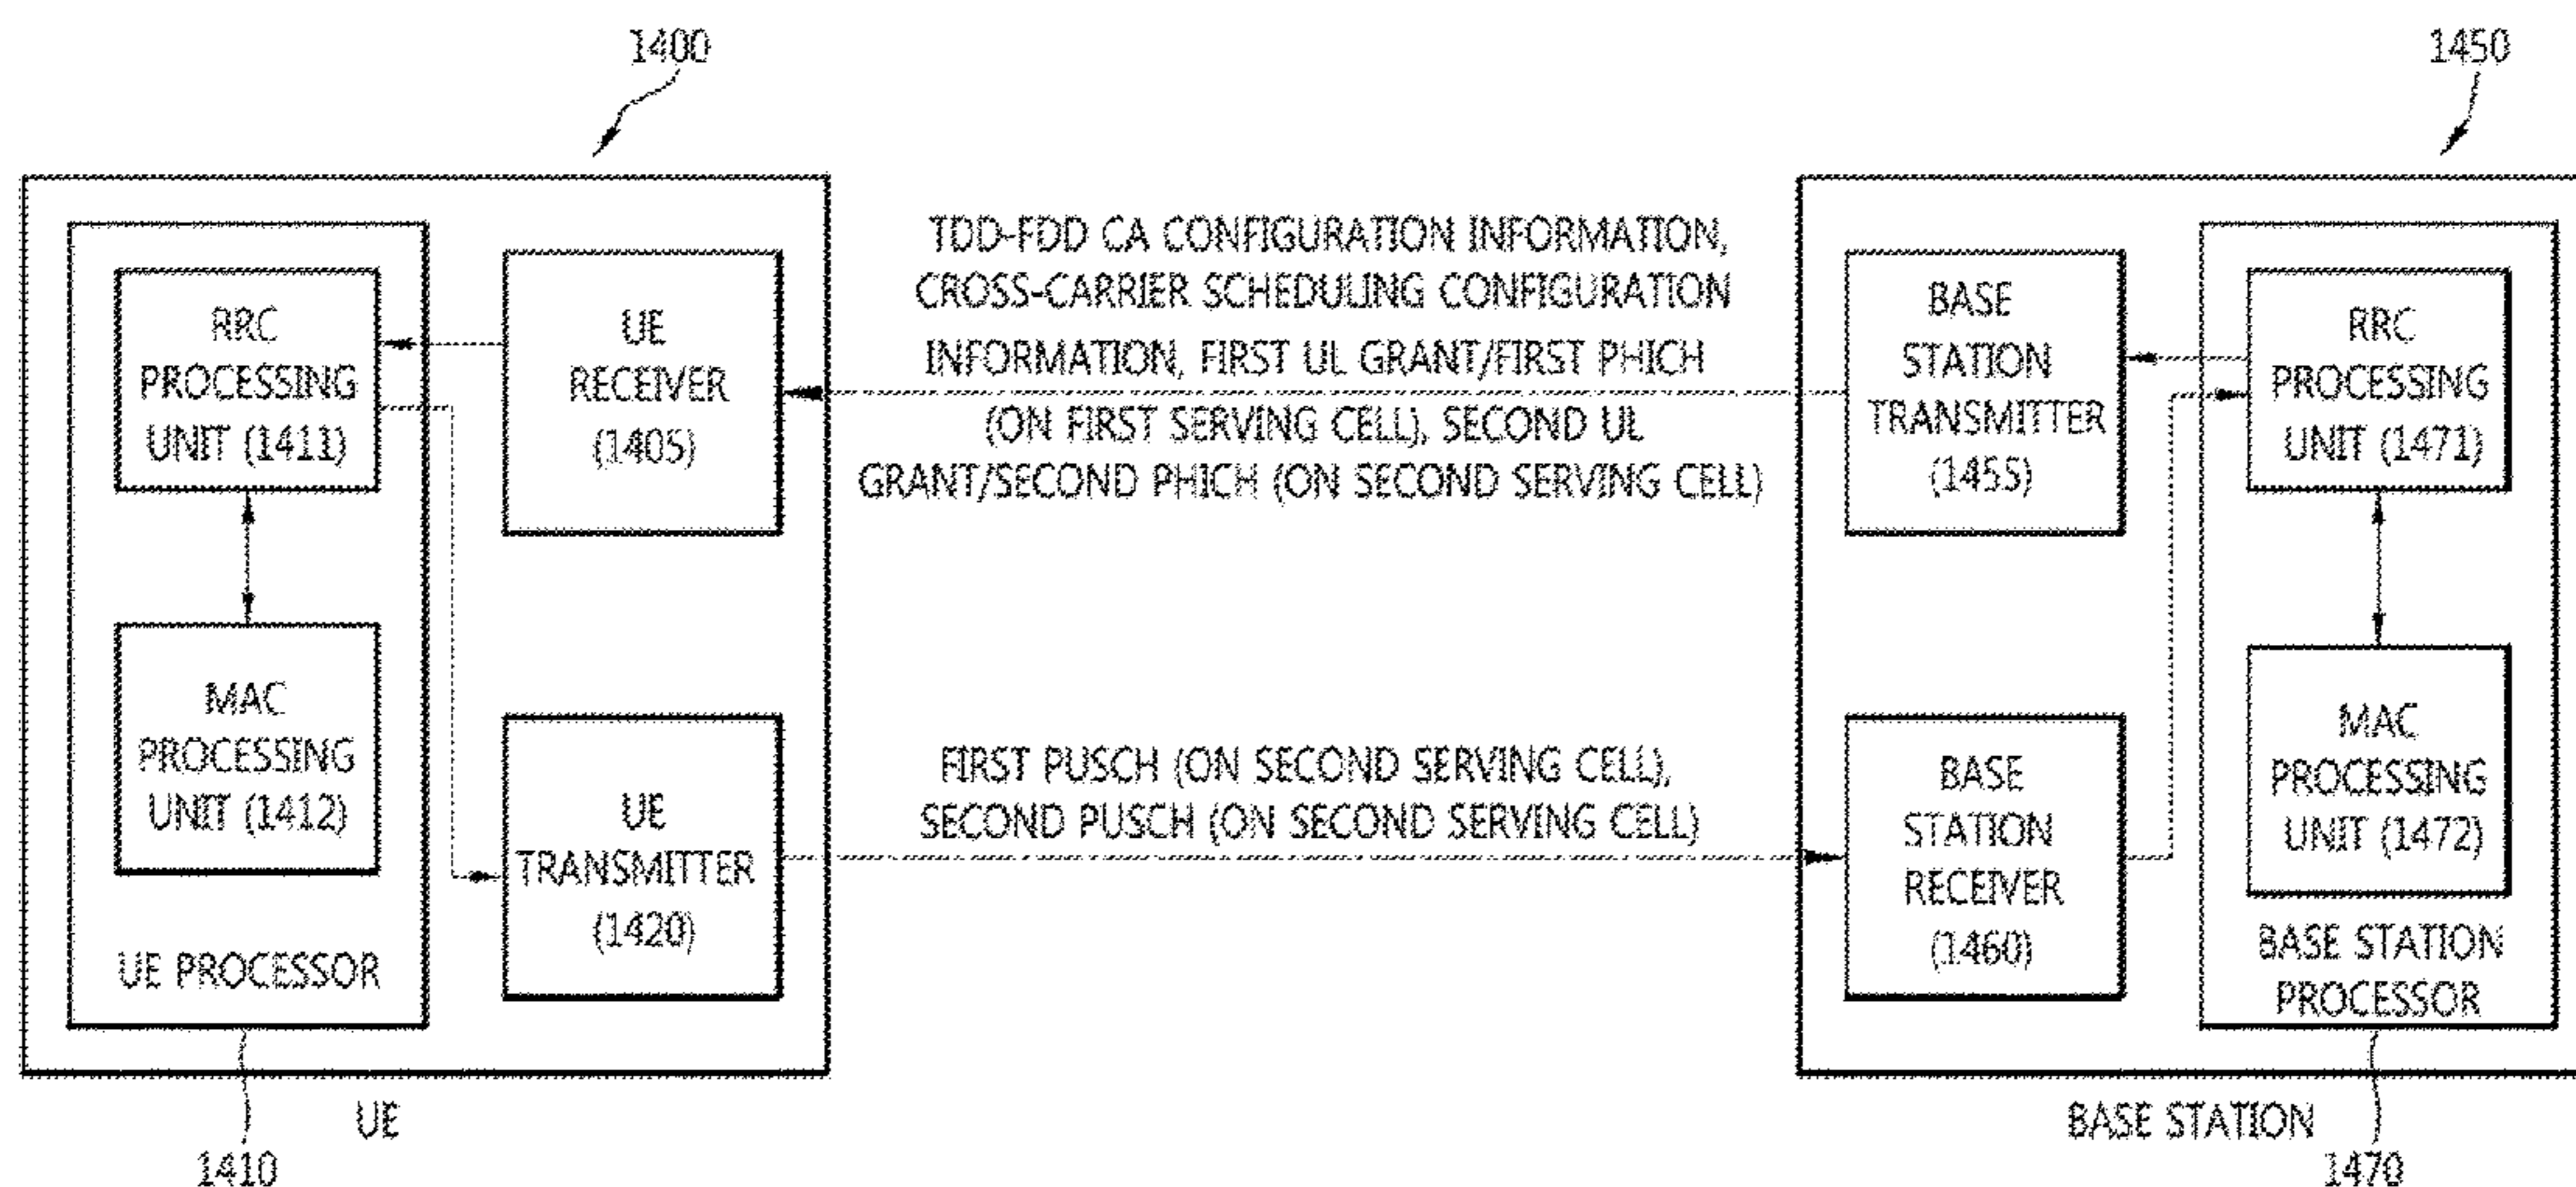 1400
1450
RRC
PROCESSING
UNIT (1411)
MAC
PROCESSING
UNIT (1412)
UE PROCESSOR
UE
RECEIVER
(1405)
UE
TRANSMITTER
(1420)
1410
UE
TDD-FDD CA CONFIGURATION INFORMATION,
CROSS-CARRIER SCHEDULING CONFIGURATION
INFORMATION, FIRST UL GRANT/FIRST PHICH
(ON FIRST SERVING CELL), SECOND UL
GRANT/SECOND PHICH (ON SECOND SERVING CELL)
FIRST PUSCH (ON SECOND SERVING CELL),
SECOND PUSCH (ON SECOND SERVING CELL)
BASE
STATION
TRANSMITTER
(1455)
BASE
STATION
RECEIVER
(1460)
RRC
PROCESSING
UNIT (1471)
MAC
PROCESSING
UNIT (1472)
BASE STATION
PROCESSOR
BASE STATION
1470